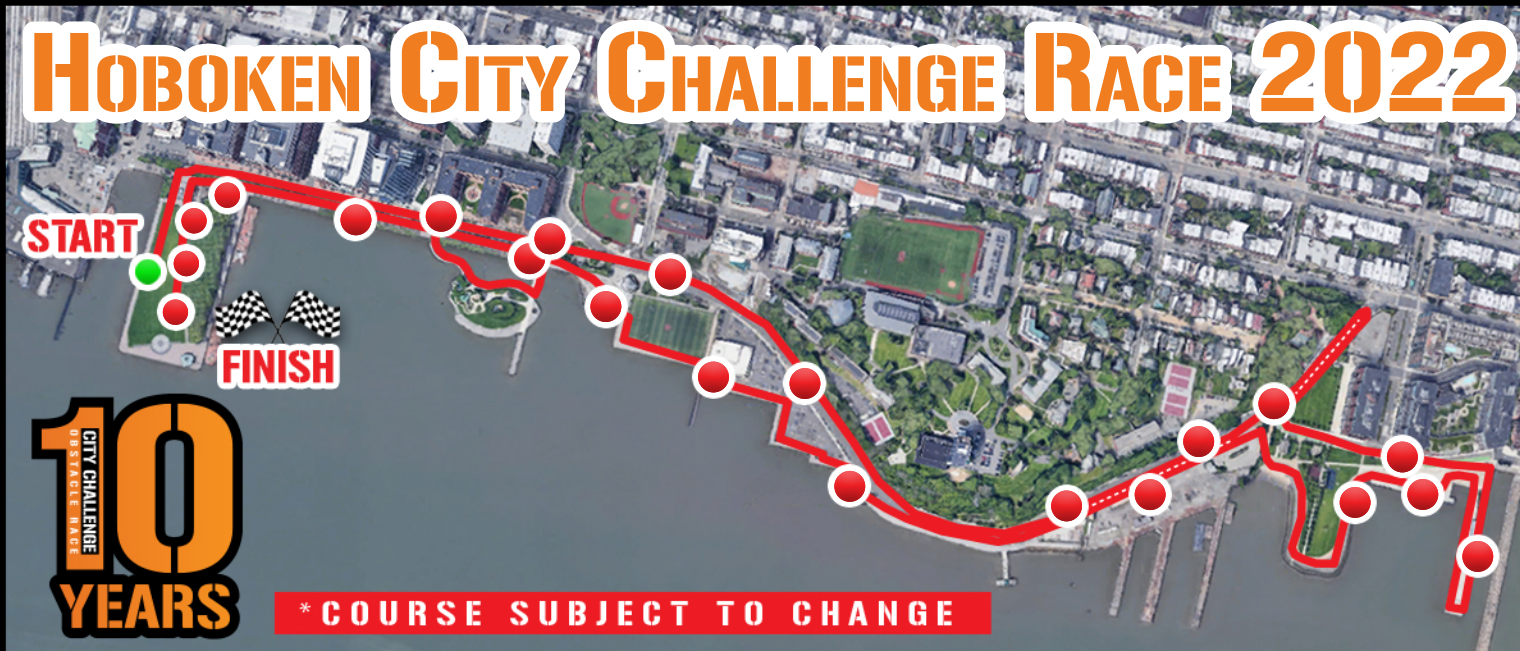 HOBOKEN CITY CHALLENGE RACE 2022
START
FINISH
10
CITY CHALLENGE
OBSTACLE RACE
YEARS
*COURSE SUBJECT TO CHANGE